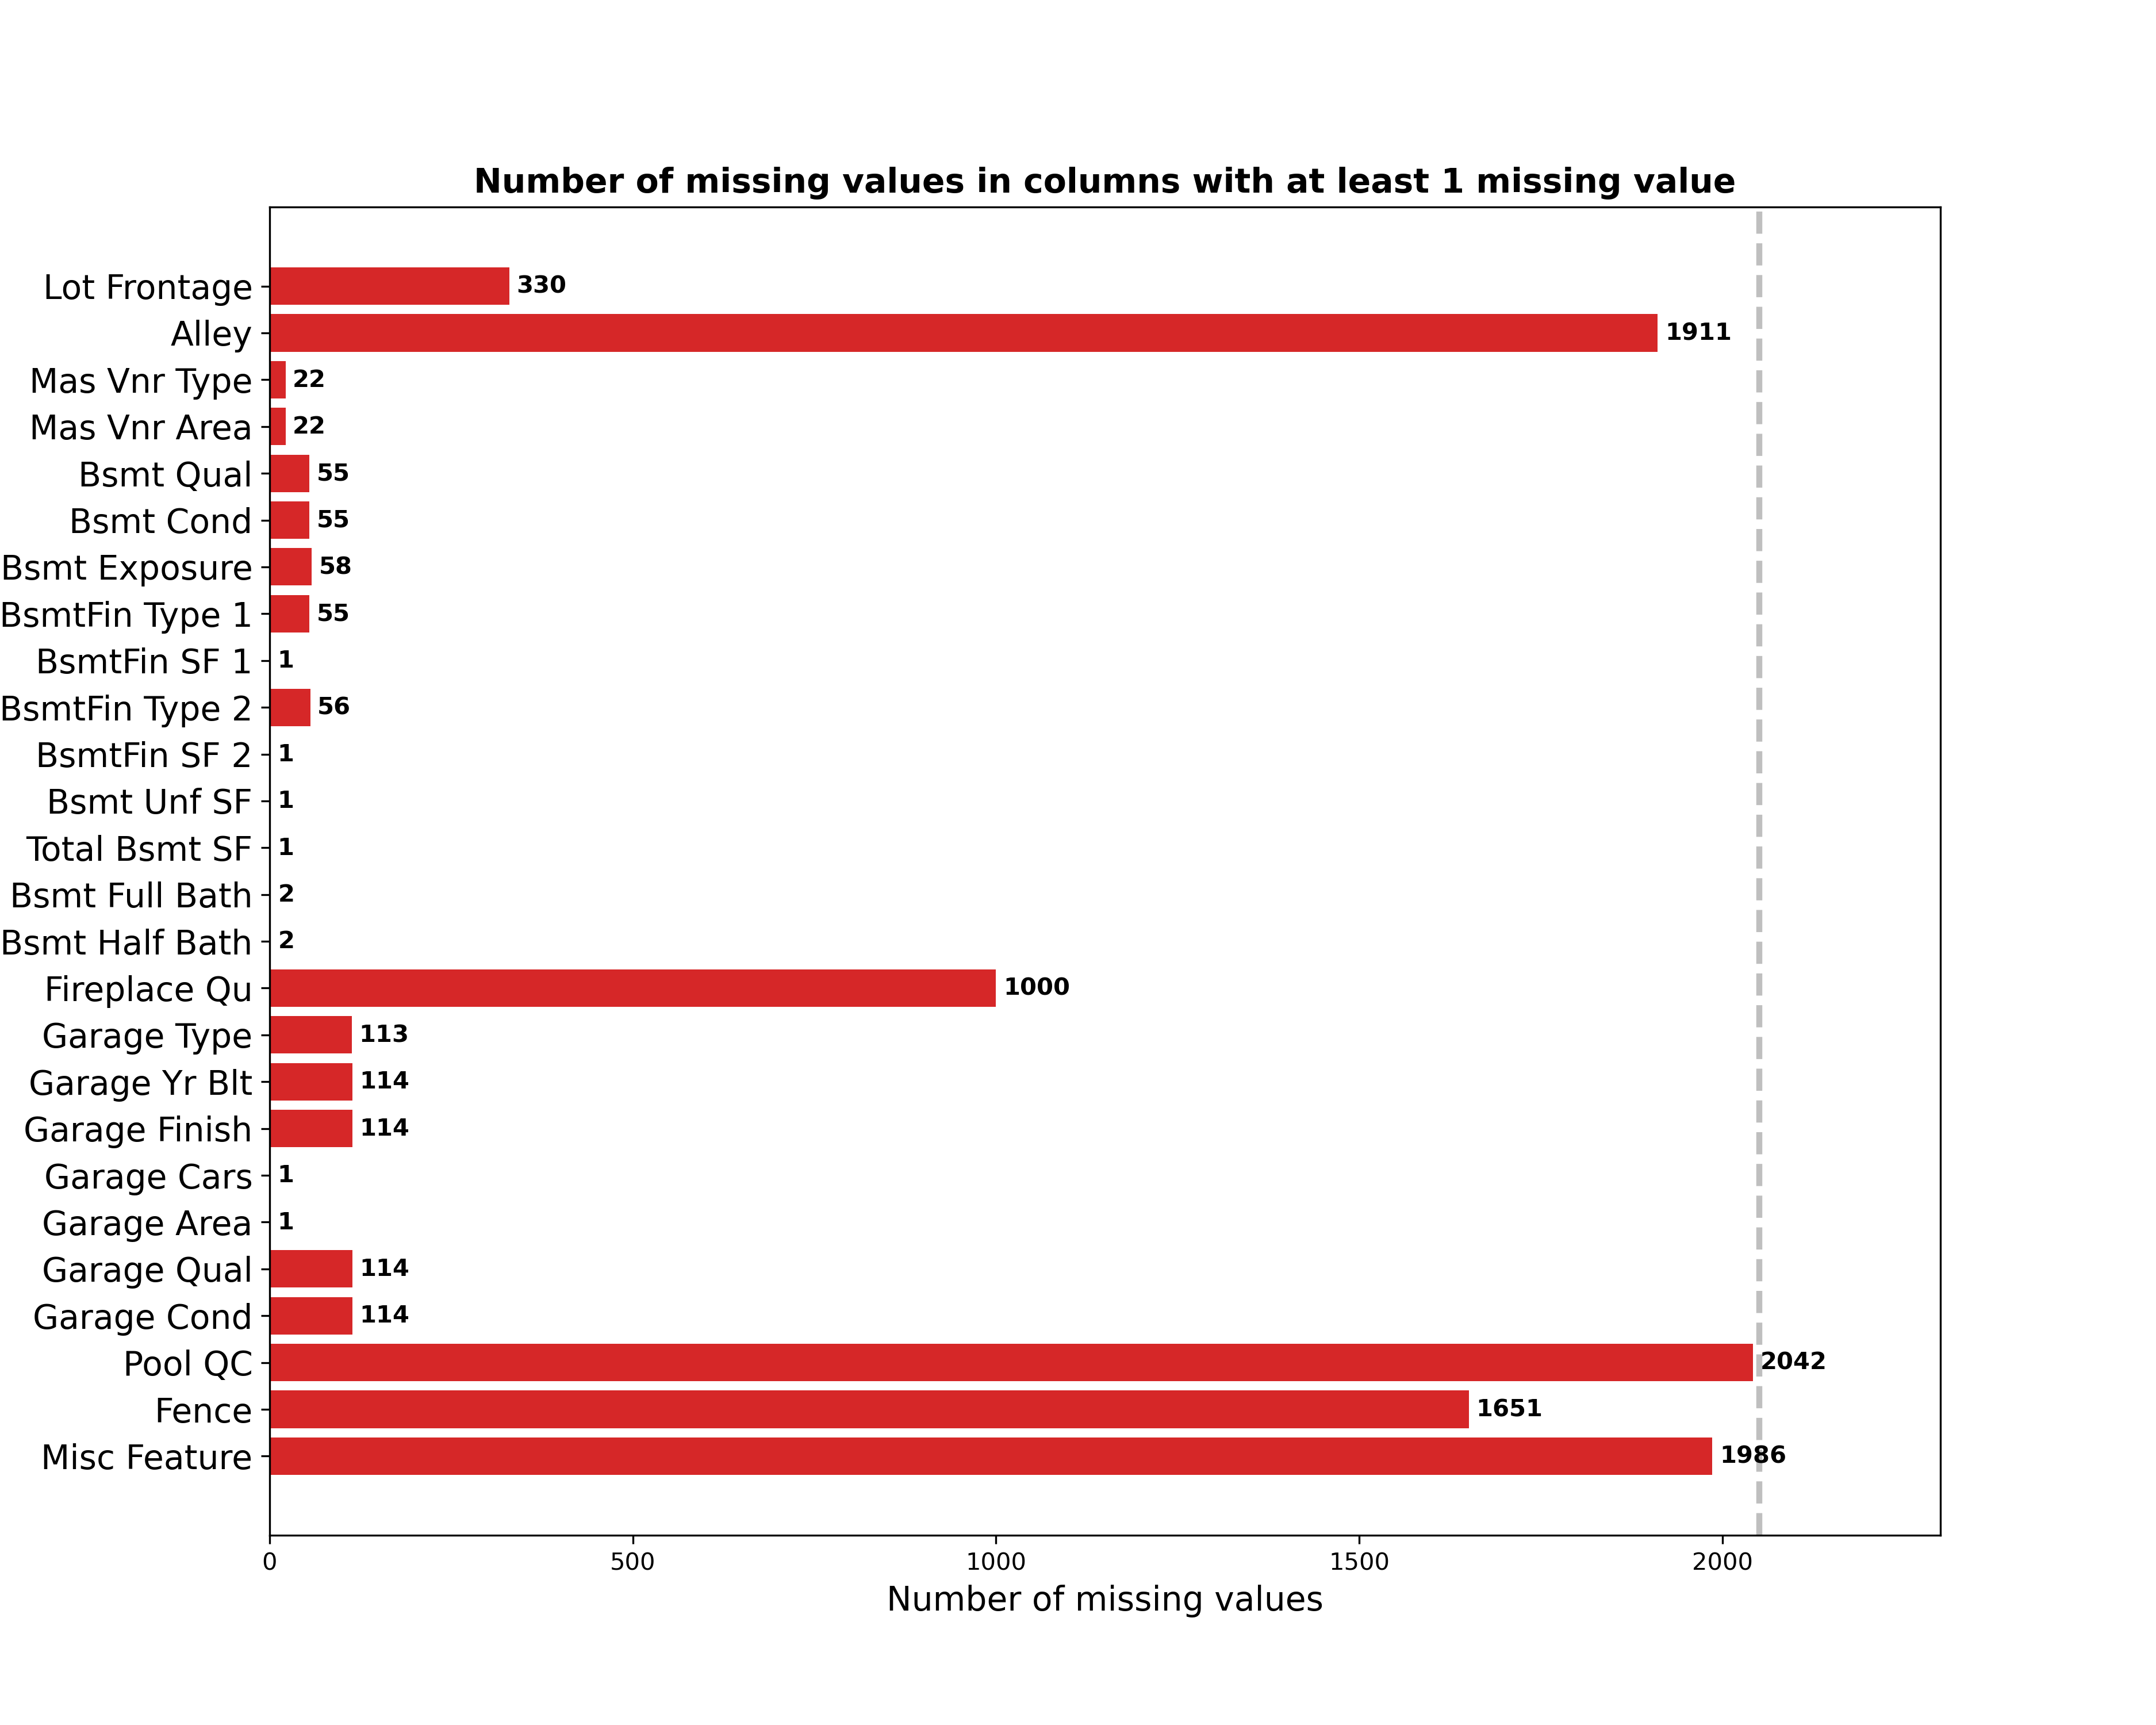 Number of missing values in columns with at least 1 missing value
Lot Frontage 330
Alley 1911
Mas Vnr Type 22
Mas Vnr Area 22
Bsmt Qual 55
Bsmt Cond 55
Bsmt Exposure 58
BsmtFin Type 1 55
BsmtFin SF 1 1
BsmtFin Type 2 56
BsmtFin SF 2 1
Bsmt Unf SF 1
Total Bsmt SF 1
Bsmt Full Bath 2
Bsmt Half Bath 2
Fireplace Qu 1000
Garage Type 113
Garage Yr Blt 114
Garage Finish 114
Garage Cars 1
Garage Area 1
Garage Qual 114
Garage Cond 114
Pool QC 2042
Fence 1651
Misc Feature 1986
0 500 1000 1500 2000
Number of missing values